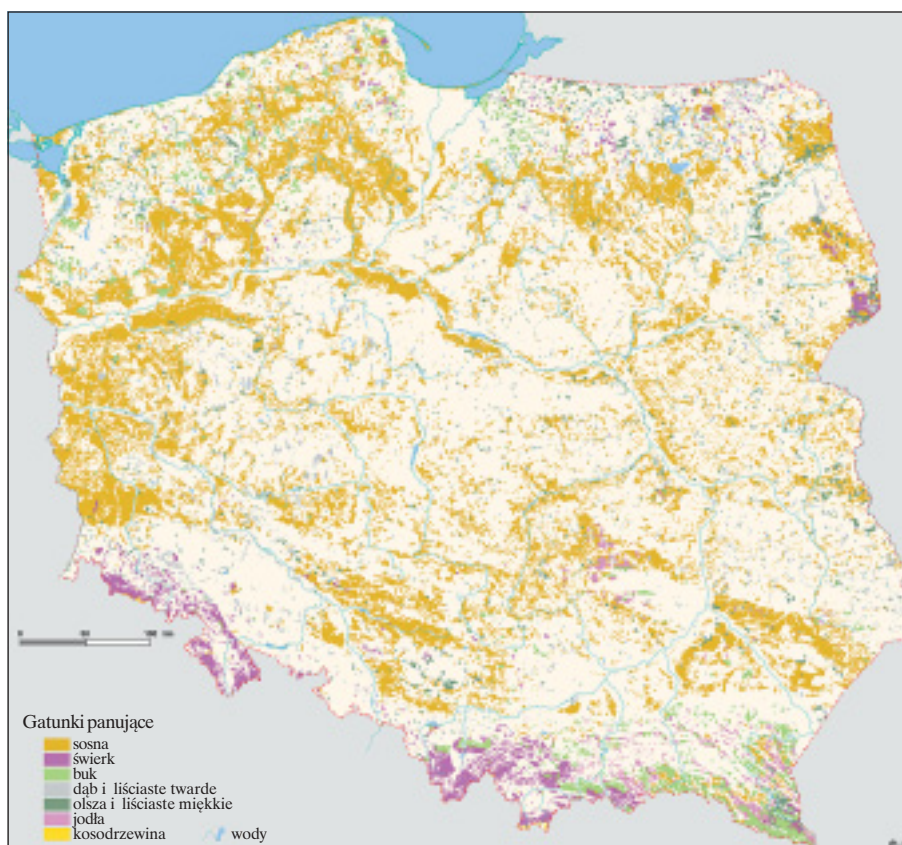 Gatunki panujące
sosna
świerk
buk
dąb i liściaste twarde
olsza i liściaste miękkie
jodła
kosodrzewina
wody